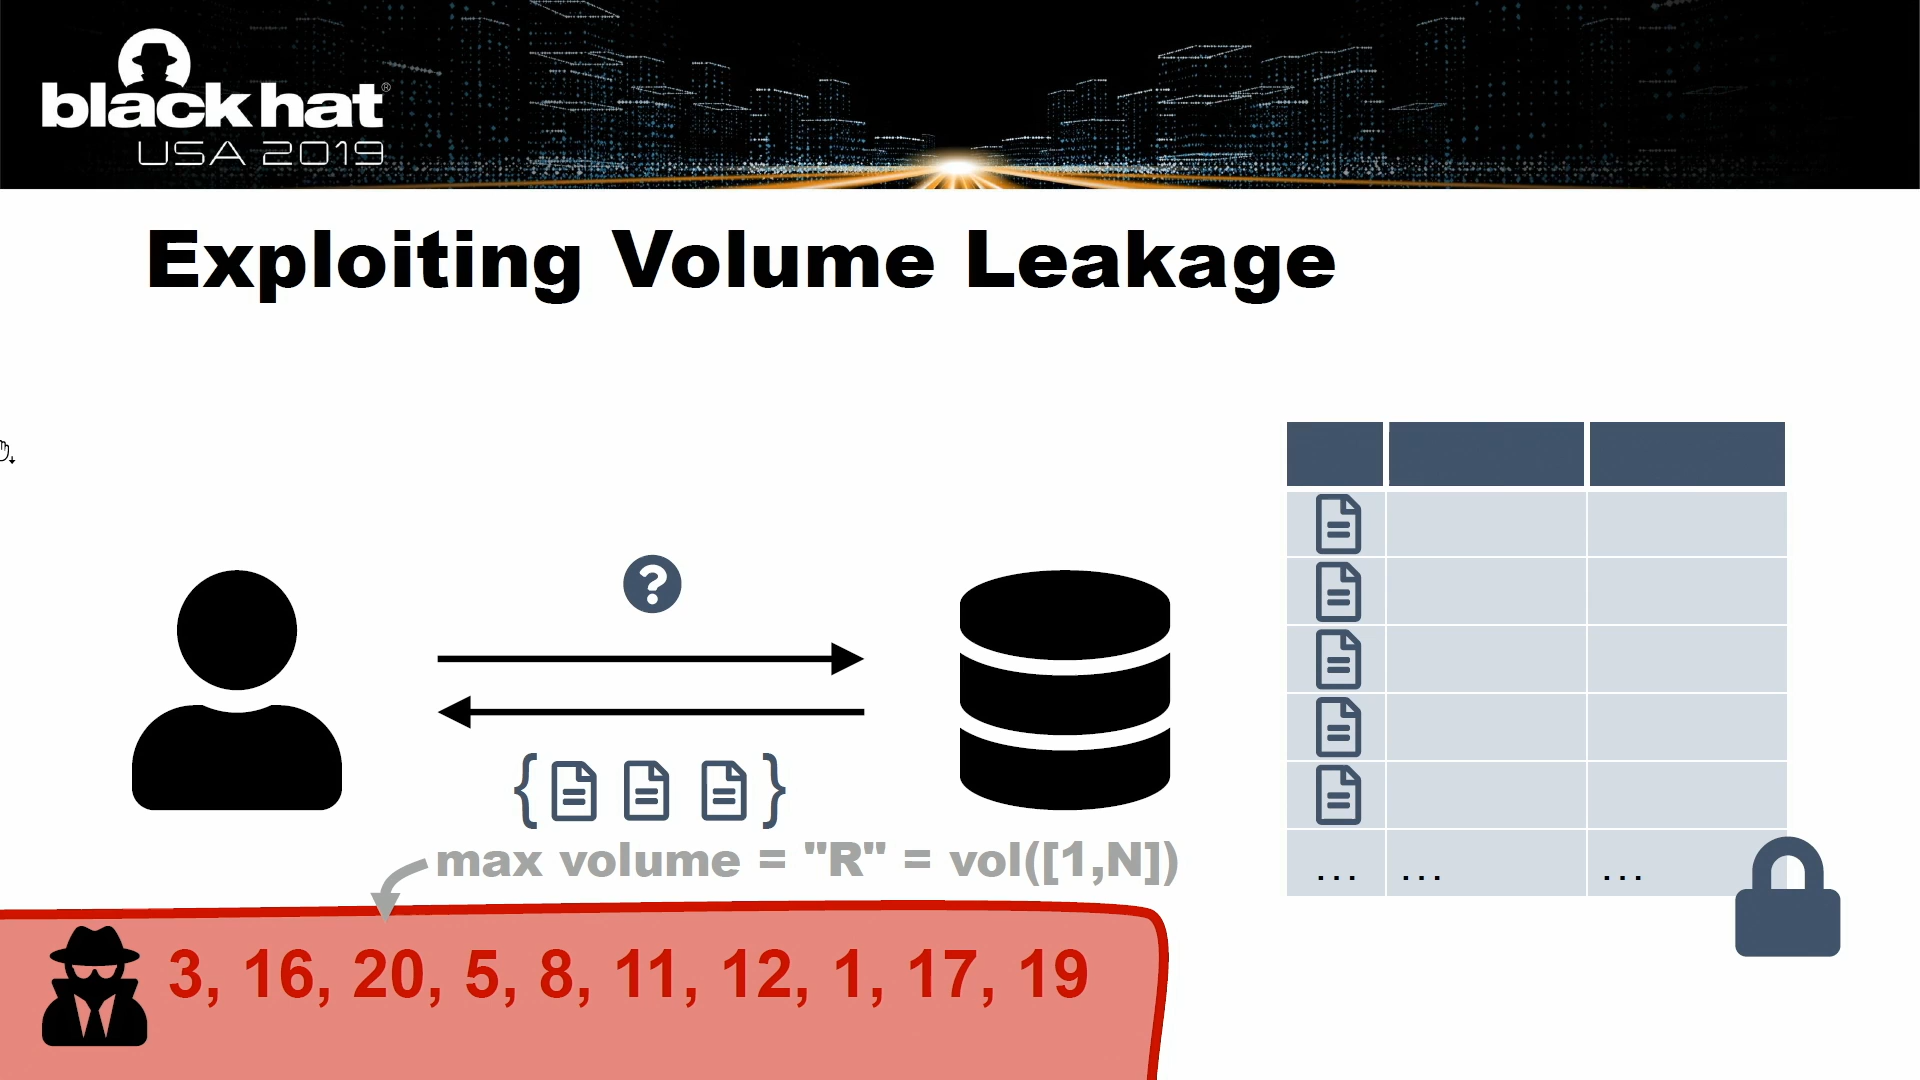 black hat®
USA 2019
Exploiting Volume Leakage
?
{ }
max volume = "R" = vol([1,N])
... ... ...
3, 16, 20, 5, 8, 11, 12, 1, 17, 19